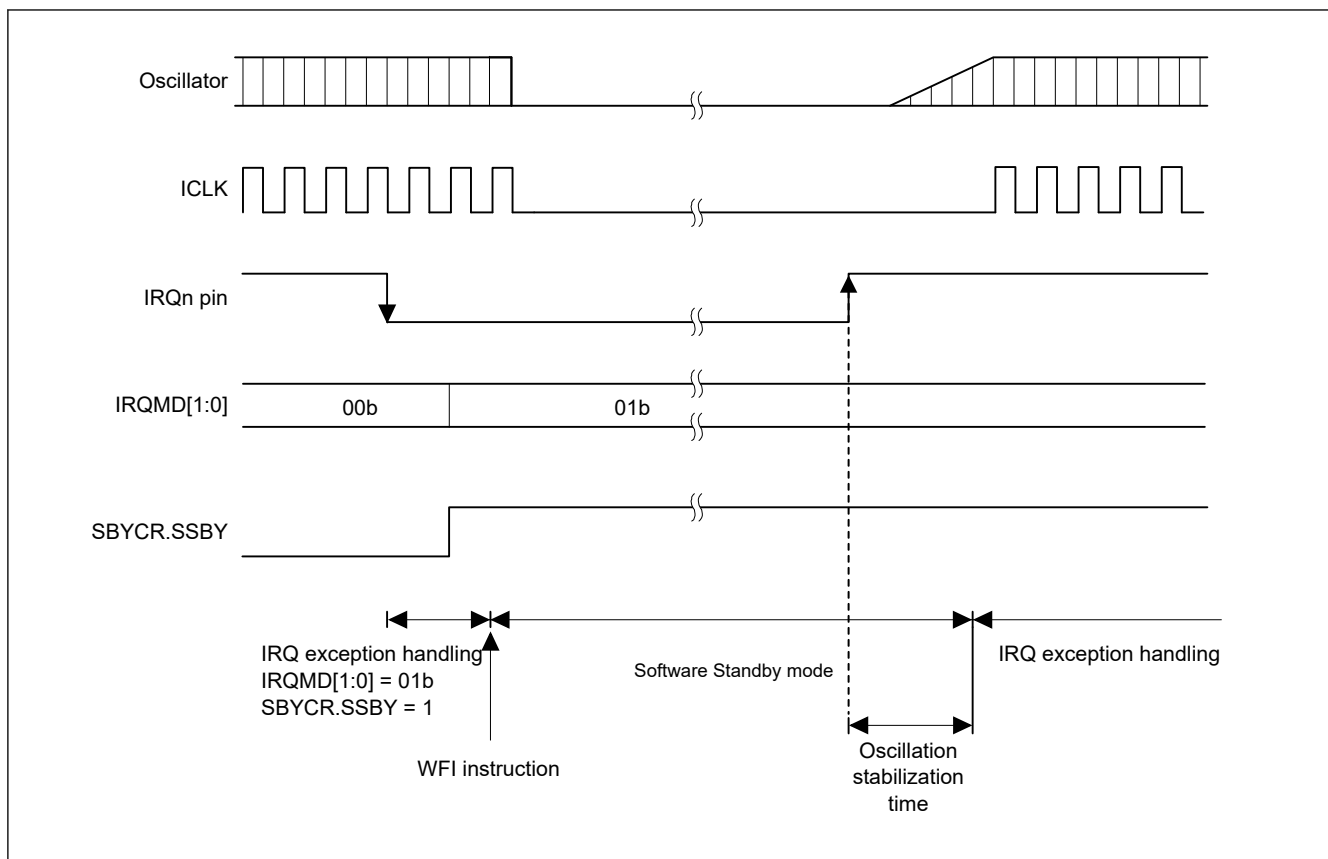 Oscillator
ICLK
IRQn pin
IRQMD[1:0]
00b
01b
SBYCR.SSBY
IRQ exception handling
IRQMD[1:0] = 01b
SBYCR.SSBY = 1
Software Standby mode
IRQ exception handling
WFI instruction
Oscillation
stabilization
time